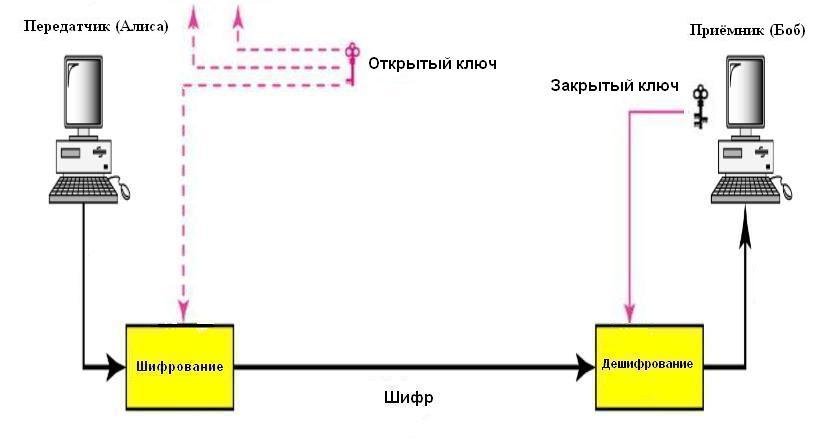 Передатчик (Алиса)
Приёмник (Боб)
Открытый ключ
Закрытый ключ
Шифрование
Дешифрование
Шифр